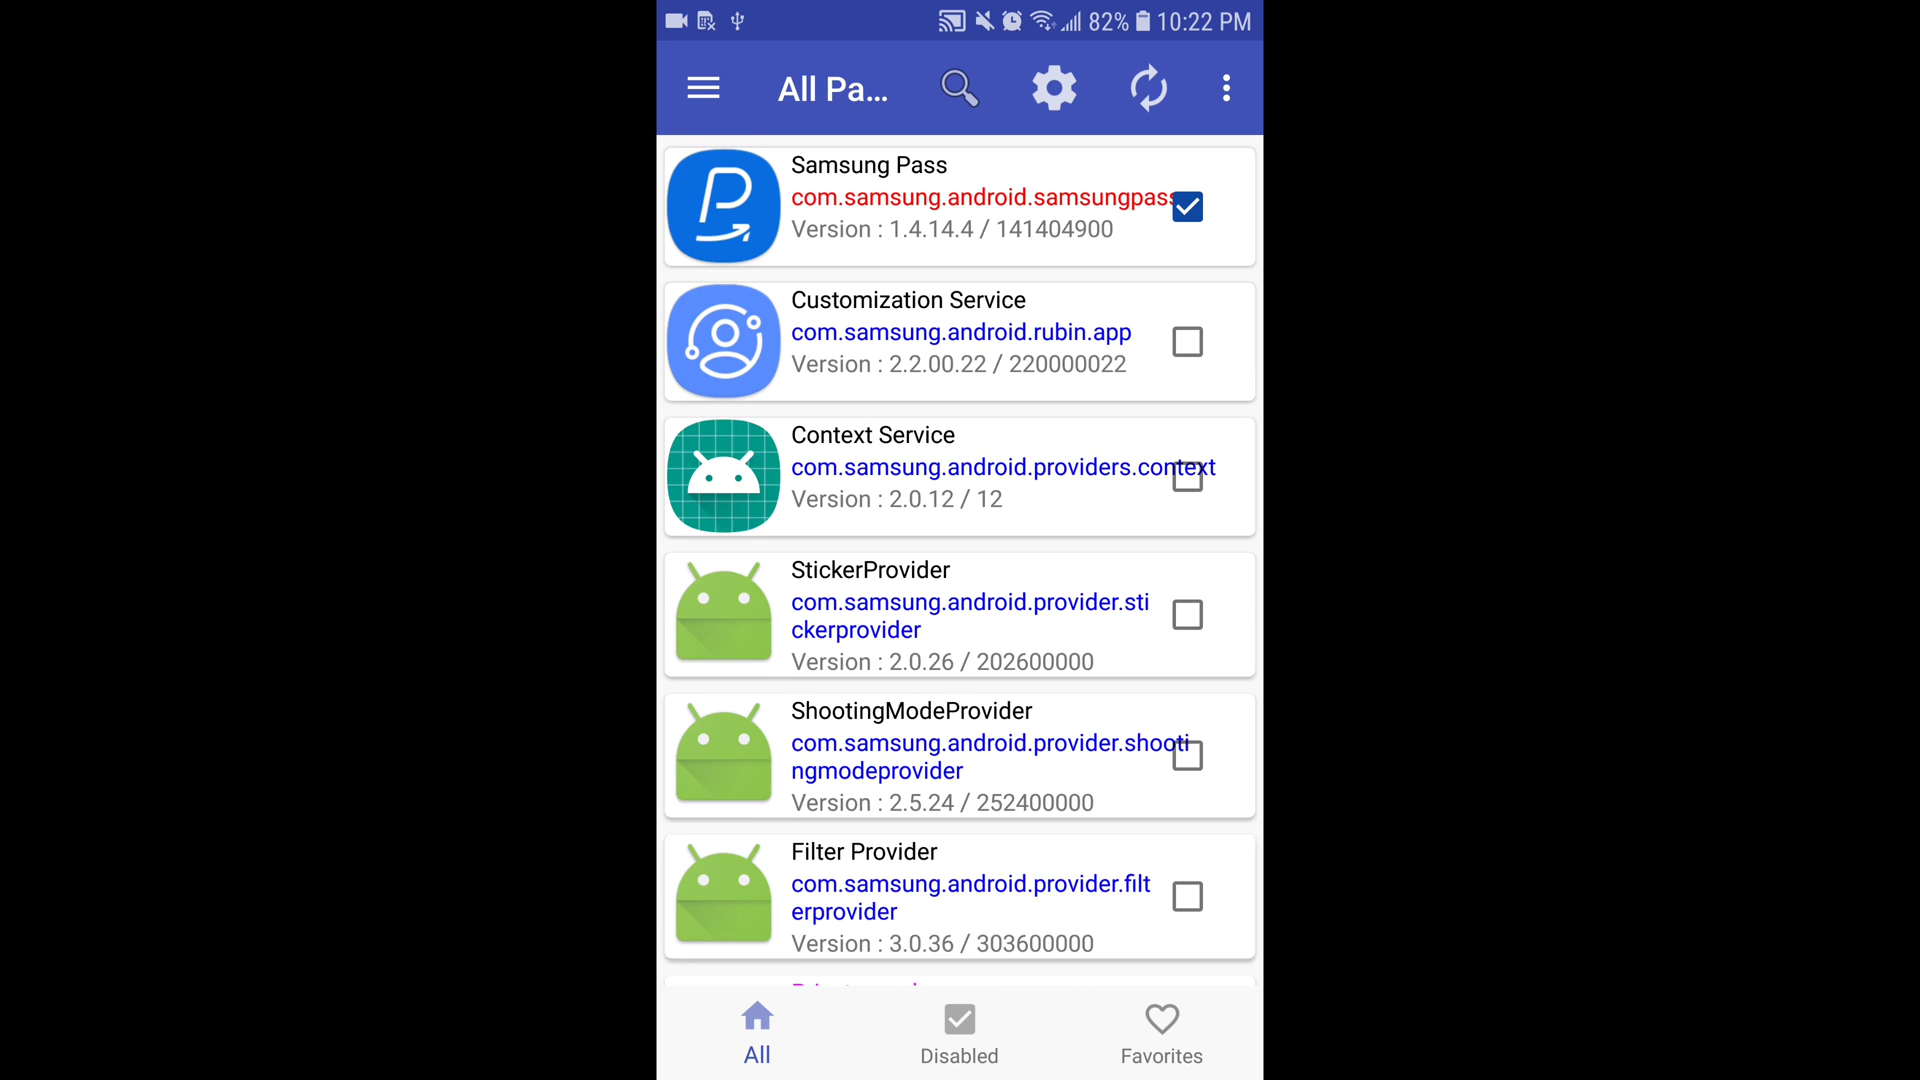 82% 10:22 PM
All Pa...
Samsung Pass
com.samsung.android.samsungpass
Version : 1.4.14.4 / 141404900
Customization Service
com.samsung.android.rubin.app
Version : 2.2.00.22 / 220000022
Context Service
com.samsung.android.providers.context
Version : 2.0.12 / 12
StickerProvider
com.samsung.android.provider.sti
ckerprovider
Version : 2.0.26 / 202600000
ShootingModeProvider
com.samsung.android.provider.shooti
ngmodeprovider
Version : 2.5.24 / 252400000
Filter Provider
com.samsung.android.provider.filt
erprovider
Version : 3.0.36 / 303600000
All
Disabled
Favorites